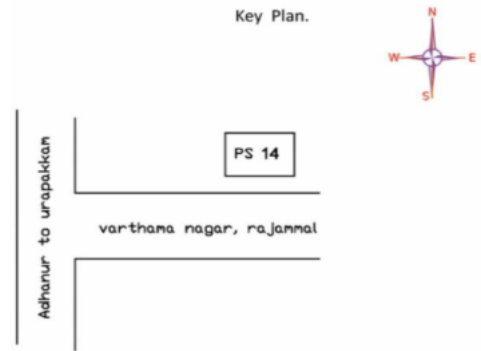 Key Plan.
N
W
E
S
PS 14
Adhanur to urapakkam
varthama nagar, rajammal